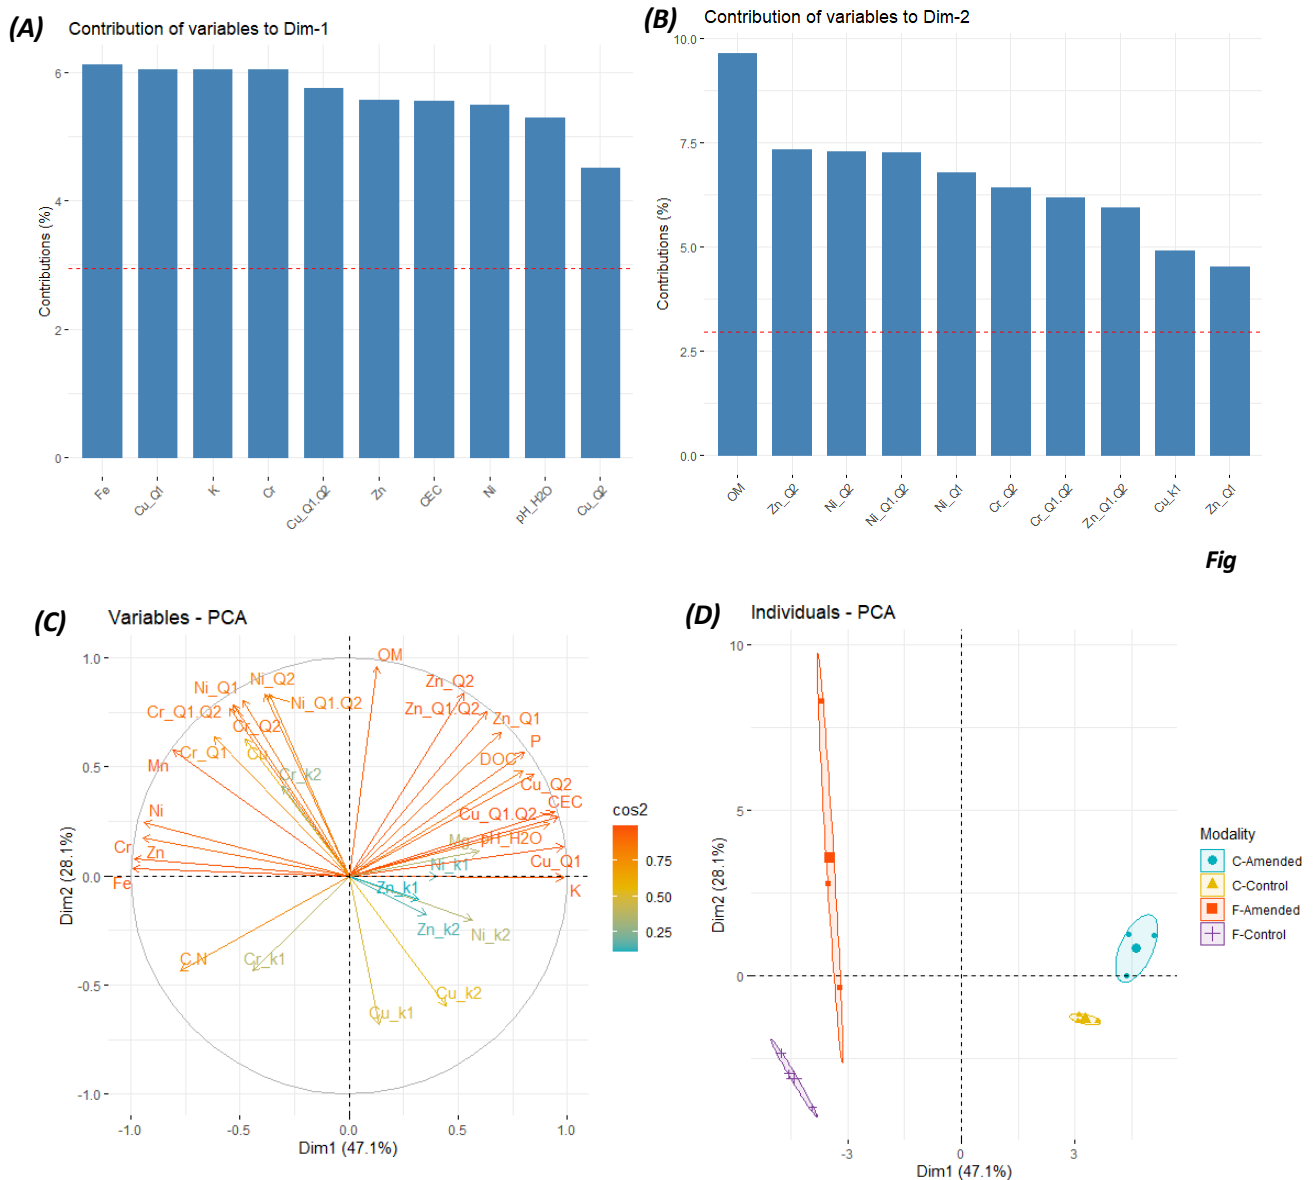 (A) Contribution of variables to Dim-1
Contributions (%)
6
4
2
0
Fe
Cu_Q1
K
Cr
Cu_Q1.Q2
Zn
CEC
Ni
pH_H2O
Cu_Q2
(B) Contribution of variables to Dim-2
Contributions (%)
10.0
7.5
5.0
2.5
0.0
OM
Zn_Q2
Ni_Q2
Ni_Q1.Q2
Ni_Q1
Cr_Q2
Cr_Q1.Q2
Zn_Q1.Q2
Cu_k1
Zn_Q1
Fig
(C) Variables - PCA
Dim2 (28.1%)
1.0
0.5
0.0
-0.5
-1.0
OM
Ni_Q1
Ni_Q2
Zn_Q2
Ni_Q1.Q2
Cr_Q1.Q2
Zn_Q1.Q2
Zn_Q1
Cr_Q2
P
Cr_Q1
Cu
DOC
Mn
Cr_k2
Cu_Q2
CEC
Ni
Cu_Q1.Q2
Mg
pH_H2O
Cr
Zn
Ni_k1
Cu_Q1
Fe
Zn_k1
K
Zn_k2
Ni_k2
C.N
Cr_k1
Cu_k2
Cu_k1
-1.0
-0.5
0.0
0.5
1.0
Dim1 (47.1%)
cos2
0.75
0.50
0.25
(D) Individuals - PCA
Dim2 (28.1%)
10
5
0
-3
0
3
Dim1 (47.1%)
Modality
C-Amended
C-Control
F-Amended
F-Control